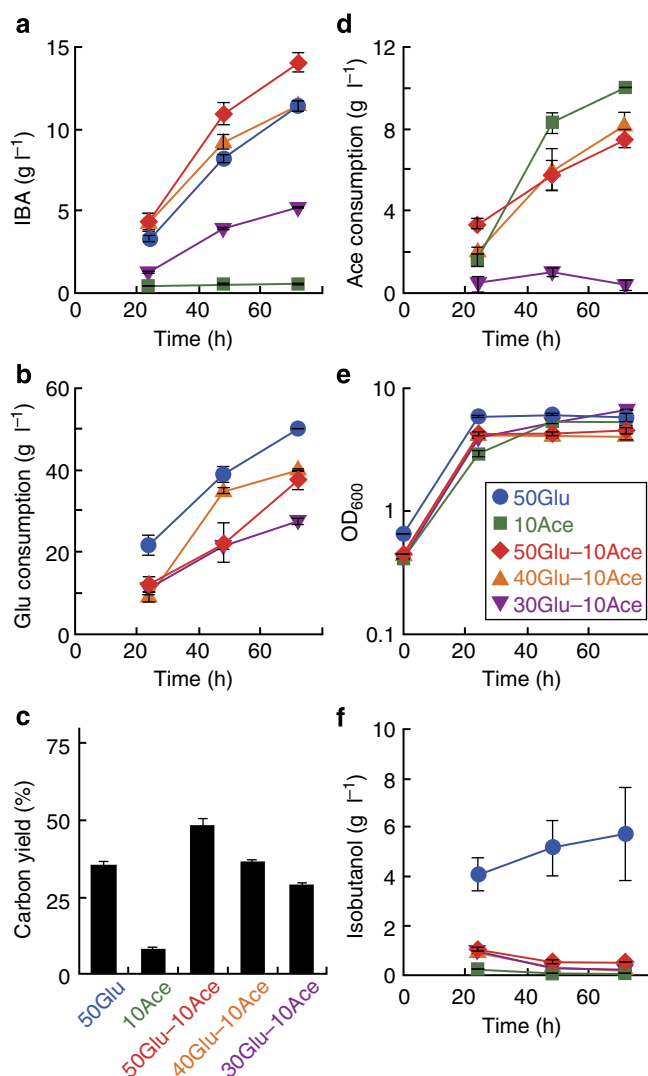 a
15
10
5
0
IBA (g l⁻¹)
0 20 40 60
Time (h)
d
12
8
4
0
Ace consumption (g l⁻¹)
0 20 40 60
Time (h)
b
60
40
20
0
Glu consumption (g l⁻¹)
0 20 40 60
Time (h)
e
10
1
0.1
OD₆₀₀
50Glu
10Ace
50Glu–10Ace
40Glu–10Ace
30Glu–10Ace
0 20 40 60
Time (h)
c
75
50
25
0
Carbon yield (%)
50Glu
10Ace
50Glu–10Ace
40Glu–10Ace
30Glu–10Ace
f
10
8
6
4
2
0
Isobutanol (g l⁻¹)
0 20 40 60
Time (h)